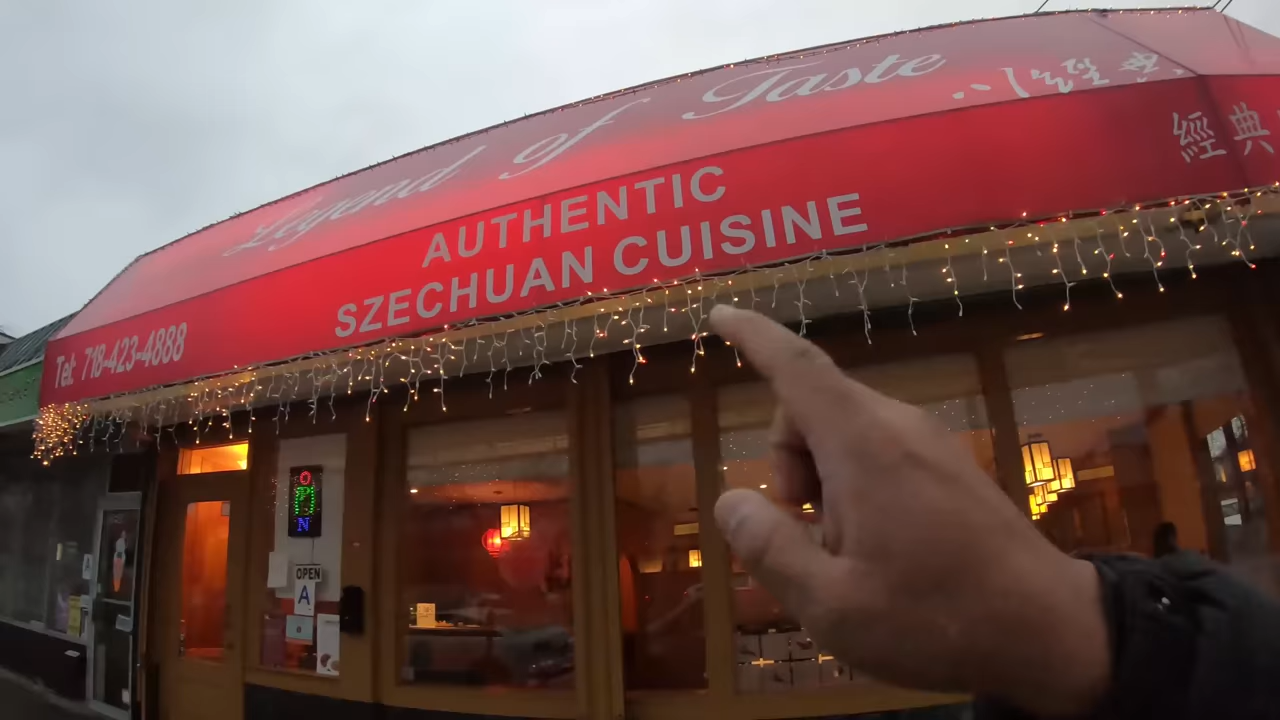 Legend of Taste
經典
AUTHENTIC
SZECHUAN CUISINE
Tel: 718-423-4888
OPEN
OPEN
A